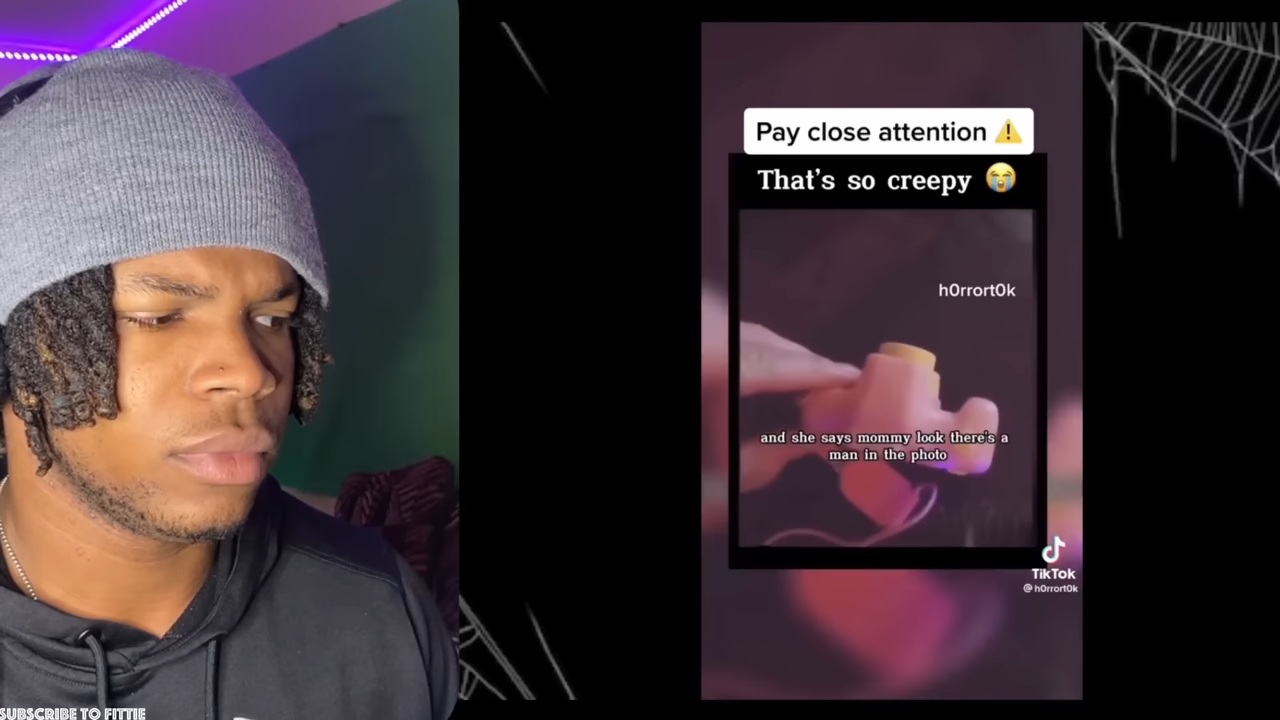 Pay close attention ⚠️
That's so creepy 😭
h0rrort0k
and she says mommy look there's a
man in the photo
TikTok
@h0rrort0k
SUBSCRIBE TO FITTIE